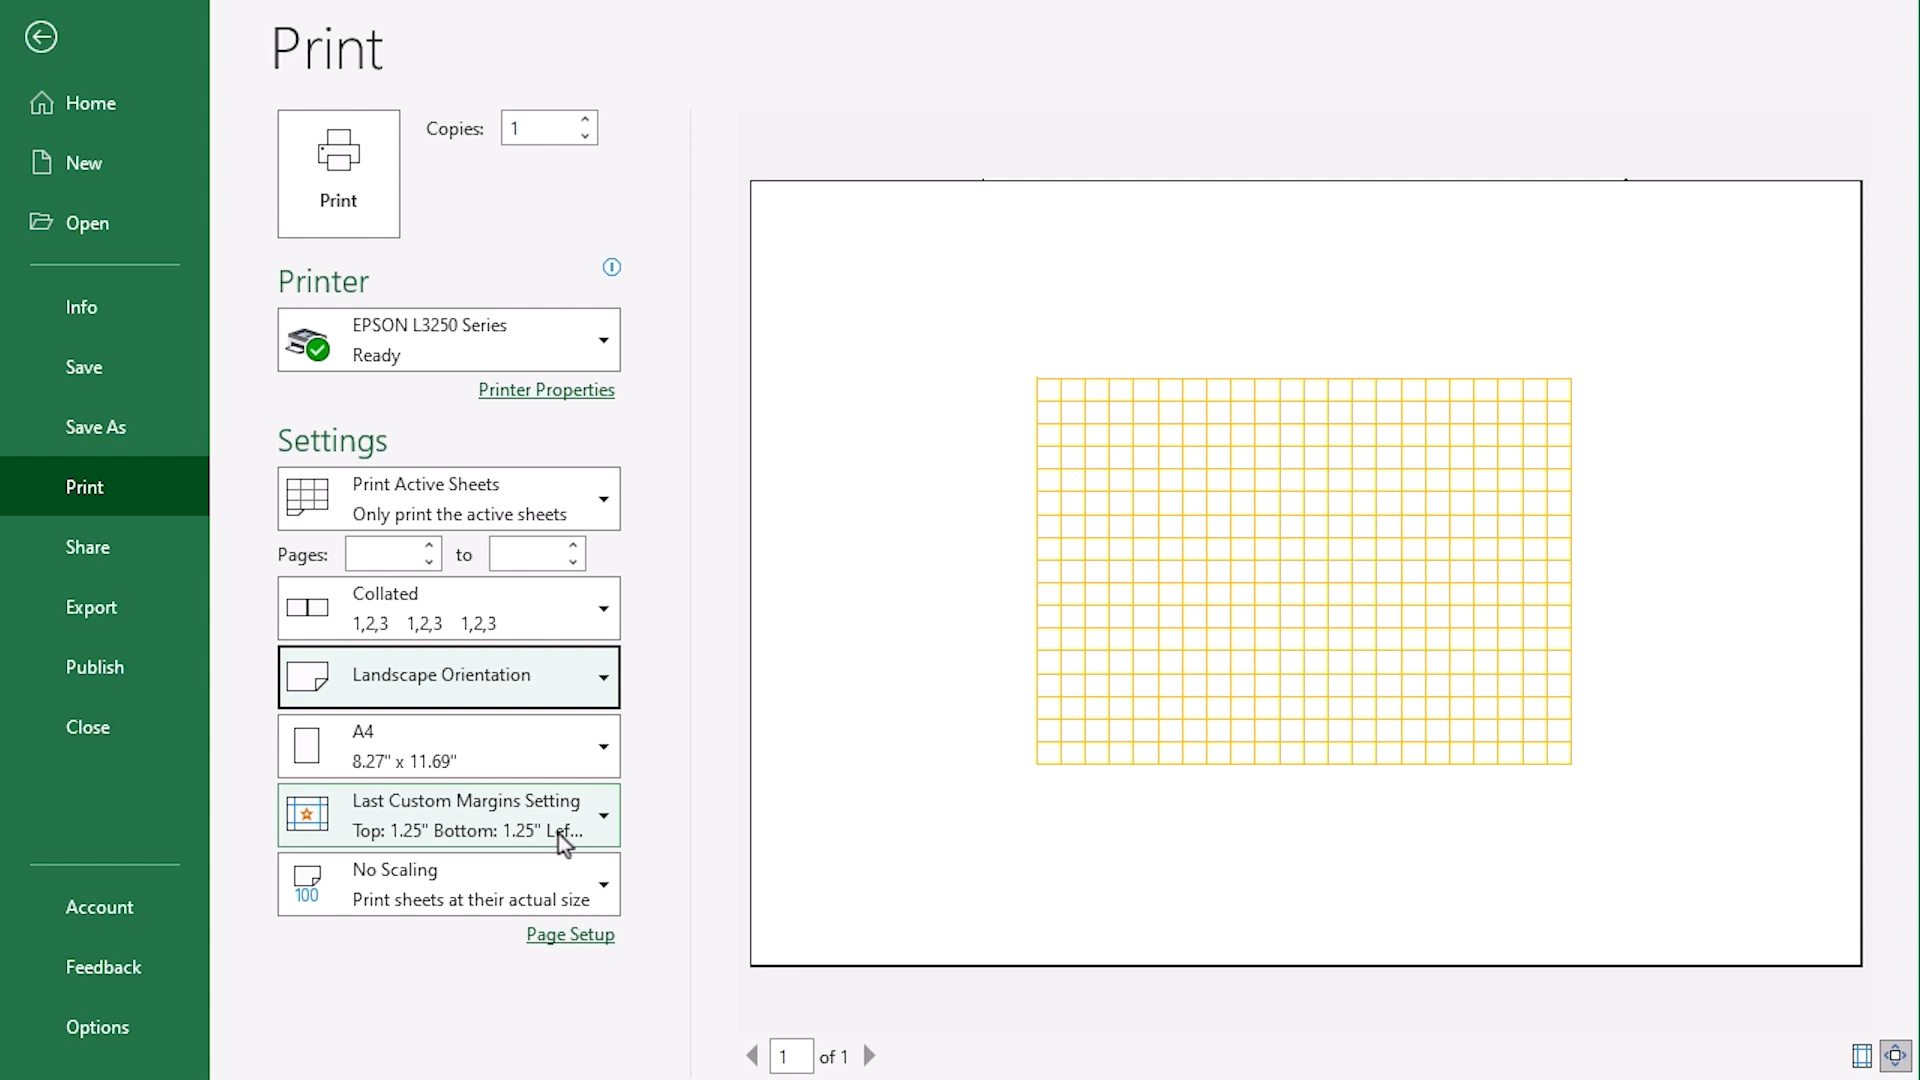 Print
Home
New
Open
Info
Save
Save As
Print
Share
Export
Publish
Close
Account
Feedback
Options
Print
Copies: 1
Printer
EPSON L3250 Series
Ready
Printer Properties
Settings
Print Active Sheets
Only print the active sheets
Pages: to
Collated
1,2,3 1,2,3 1,2,3
Landscape Orientation
A4
8.27" x 11.69"
Last Custom Margins Setting
Top: 1.25" Bottom: 1.25" Lef...
100
No Scaling
Print sheets at their actual size
Page Setup
1 of 1